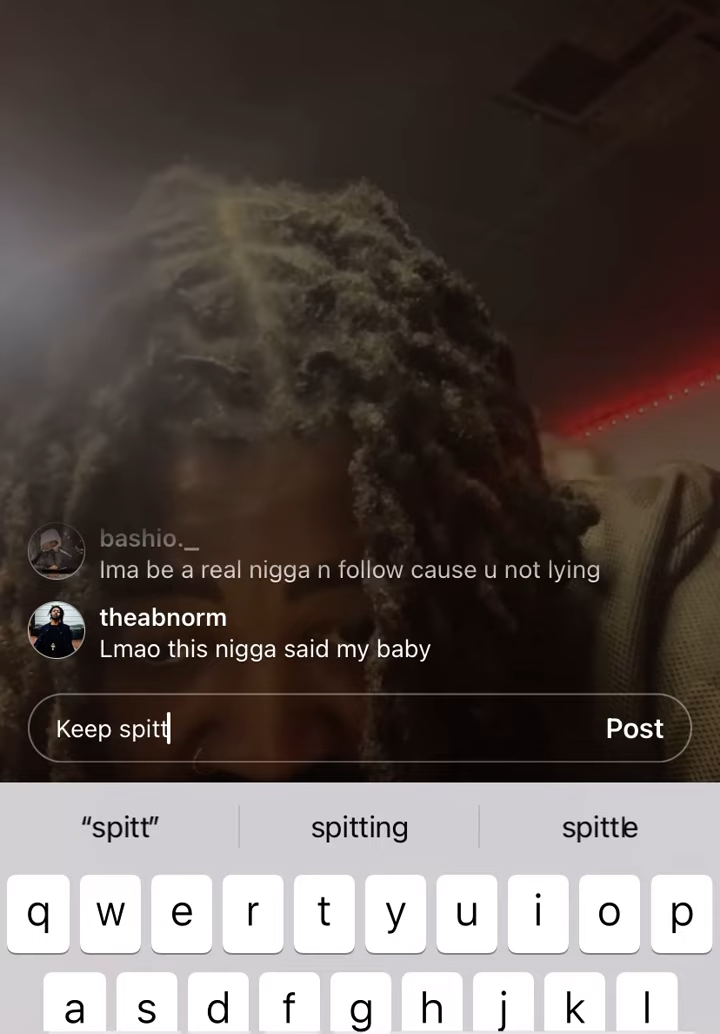 bashio._
Ima be a real nigga n follow cause u not lying
theabnorm
Lmao this nigga said my baby
Keep spitt
Post
“spitt”
spitting
spittle
q w e r t y u i o p
a s d f g h j k l